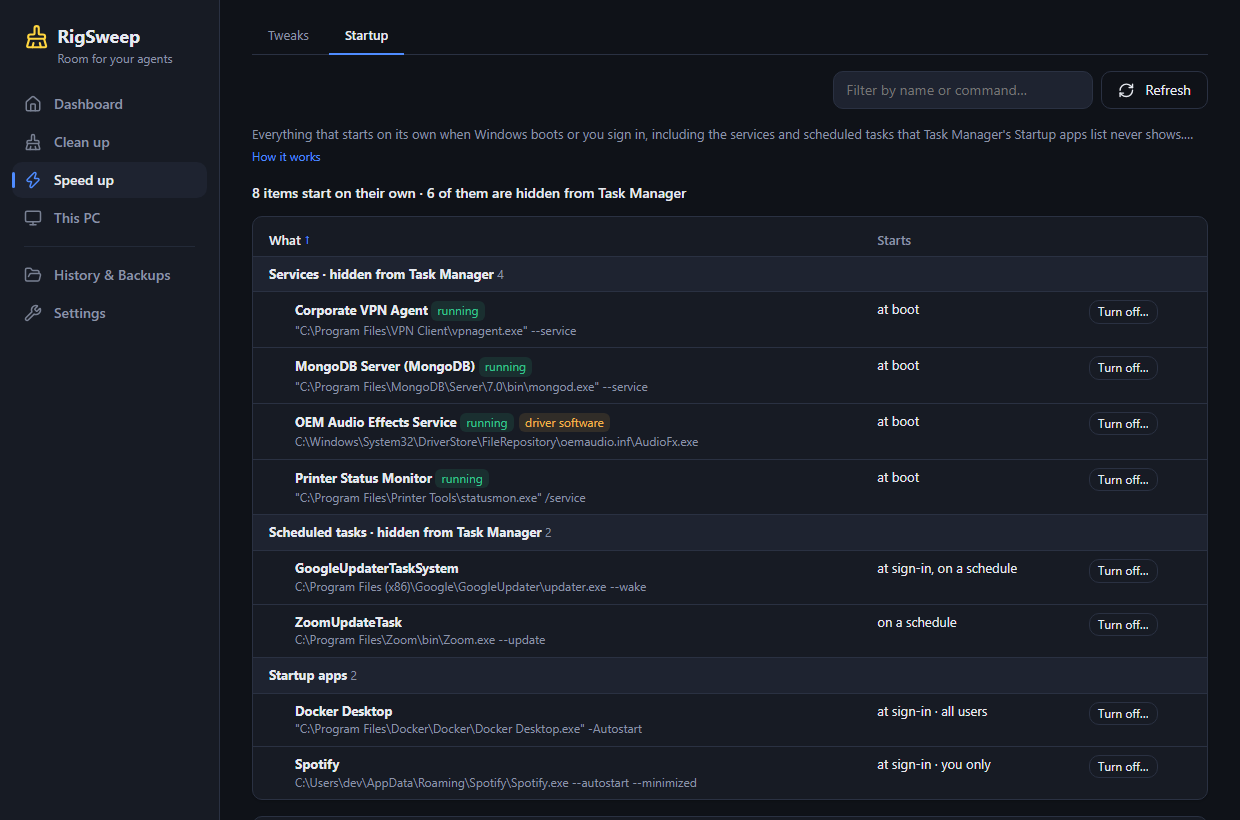 RigSweep
Room for your agents
Dashboard
Clean up
Speed up
This PC
History & Backups
Settings
Tweaks
Startup
Filter by name or command...
Refresh
Everything that starts on its own when Windows boots or you sign in, including the services and scheduled tasks that Task Manager's Startup apps list never shows....
How it works
8 items start on their own · 6 of them are hidden from Task Manager
What ↑ Starts
Services · hidden from Task Manager 4
Corporate VPN Agent running at boot Turn off...
"C:\Program Files\VPN Client\vpnagent.exe" --service
MongoDB Server (MongoDB) running at boot Turn off...
"C:\Program Files\MongoDB\Server\7.0\bin\mongod.exe" --service
OEM Audio Effects Service running driver software at boot Turn off...
C:\Windows\System32\DriverStore\FileRepository\oemaudio.inf\AudioFx.exe
Printer Status Monitor running at boot Turn off...
"C:\Program Files\Printer Tools\statusmon.exe" /service
Scheduled tasks · hidden from Task Manager 2
GoogleUpdaterTaskSystem at sign-in, on a schedule Turn off...
C:\Program Files (x86)\Google\GoogleUpdater\updater.exe --wake
ZoomUpdateTask on a schedule Turn off...
C:\Program Files\Zoom\bin\Zoom.exe --update
Startup apps 2
Docker Desktop at sign-in · all users Turn off...
"C:\Program Files\Docker\Docker\Docker Desktop.exe" -Autostart
Spotify at sign-in · you only Turn off...
C:\Users\dev\AppData\Roaming\Spotify\Spotify.exe --autostart --minimized